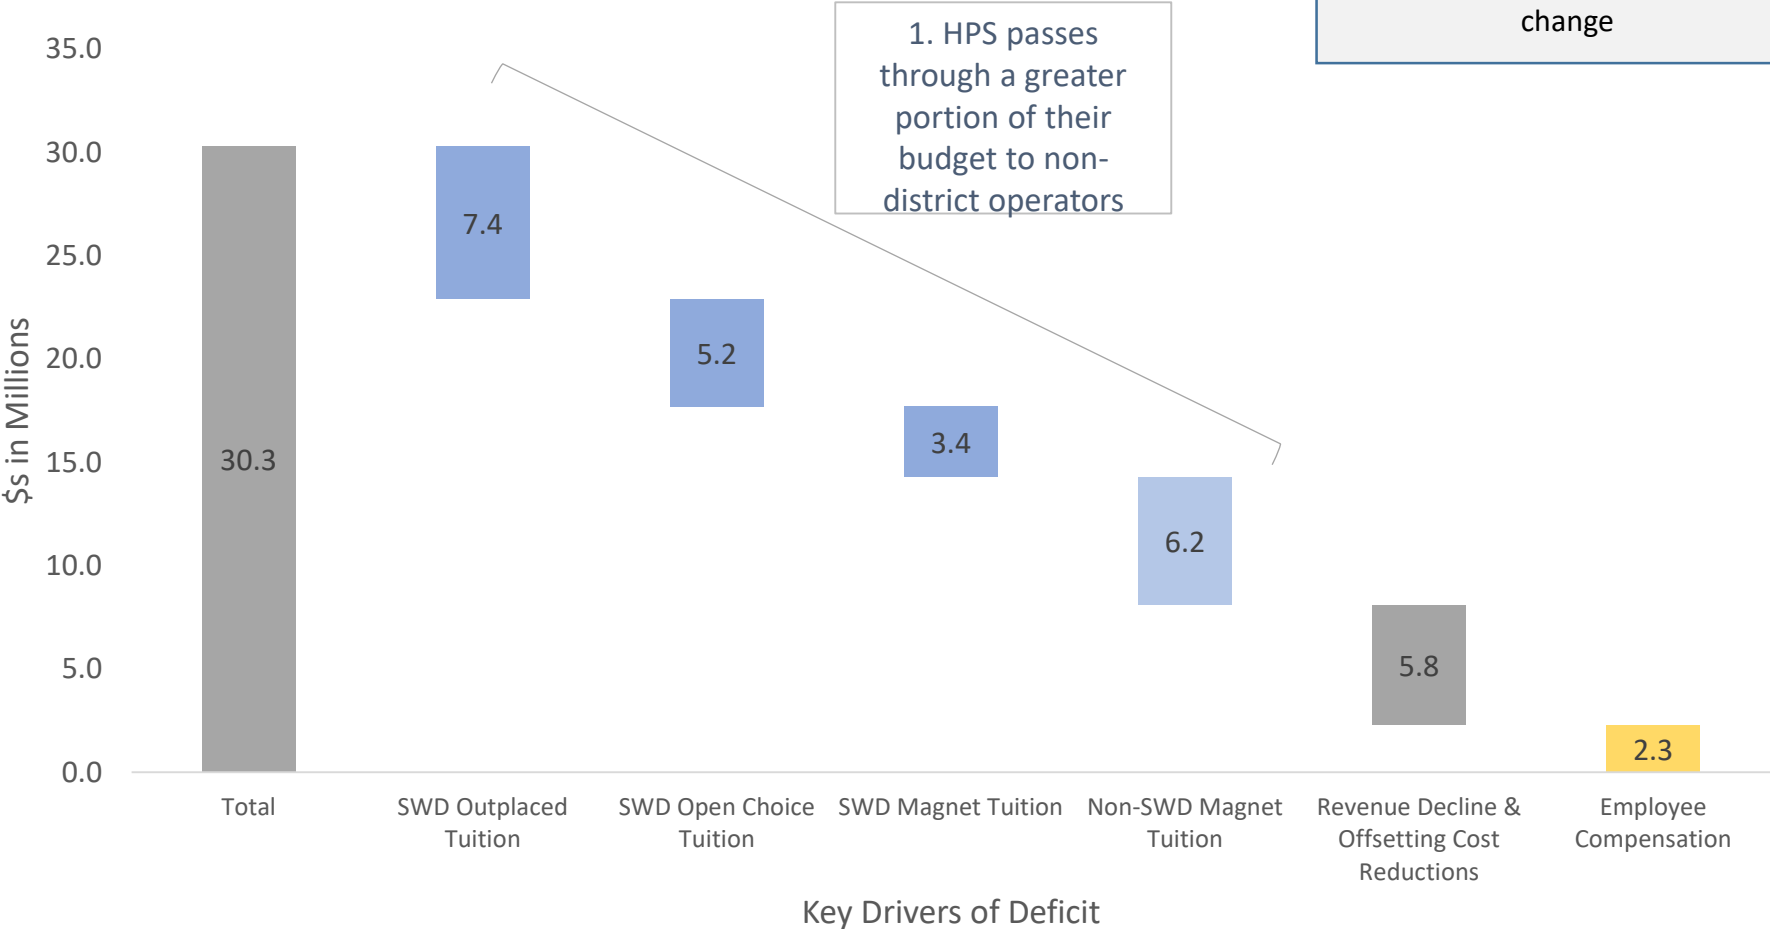 change
1. HPS passes
through a greater
portion of their
budget to non-
district operators
35.0
30.0
25.0
20.0
15.0
10.0
5.0
0.0
$s in Millions
30.3
7.4
5.2
3.4
6.2
5.8
2.3
Total
SWD Outplaced
Tuition
SWD Open Choice
Tuition
SWD Magnet Tuition
Non-SWD Magnet
Tuition
Revenue Decline &
Offsetting Cost
Reductions
Employee
Compensation
Key Drivers of Deficit